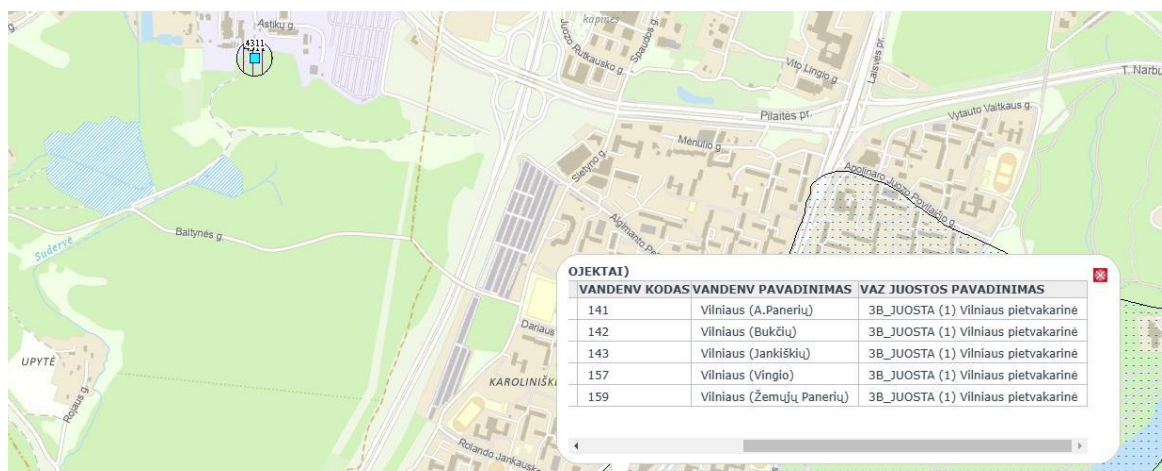 Astikų g.
4311
kapinės
Juozo Rutkausko g.
Spaudos g.
Vito Lingio g.
Laisvės pr.
T. Narbu
Pilaitės pr.
Vytauto Vaitkaus g.
Mėnulio g.
Sietyno g.
Apolinaro Juozo Povilaičio g.
Baltynės g.
Sudervė
Algimanto Pe
OJEKTAI)
VANDENV KODAS VANDENV PAVADINIMAS VAZ JUOSTOS PAVADINIMAS
141 Vilniaus (A.Panerių) 3B_JUOSTA (1) Vilniaus pietvakarinė
142 Vilniaus (Bukčių) 3B_JUOSTA (1) Vilniaus pietvakarinė
143 Vilniaus (Jankiškių) 3B_JUOSTA (1) Vilniaus pietvakarinė
157 Vilniaus (Vingio) 3B_JUOSTA (1) Vilniaus pietvakarinė
159 Vilniaus (Žemųjų Panerių) 3B_JUOSTA (1) Vilniaus pietvakarinė
Dariaus
UPYTĖ
KAROLINIŠK
Rojaus g.
Rolando Jankausko